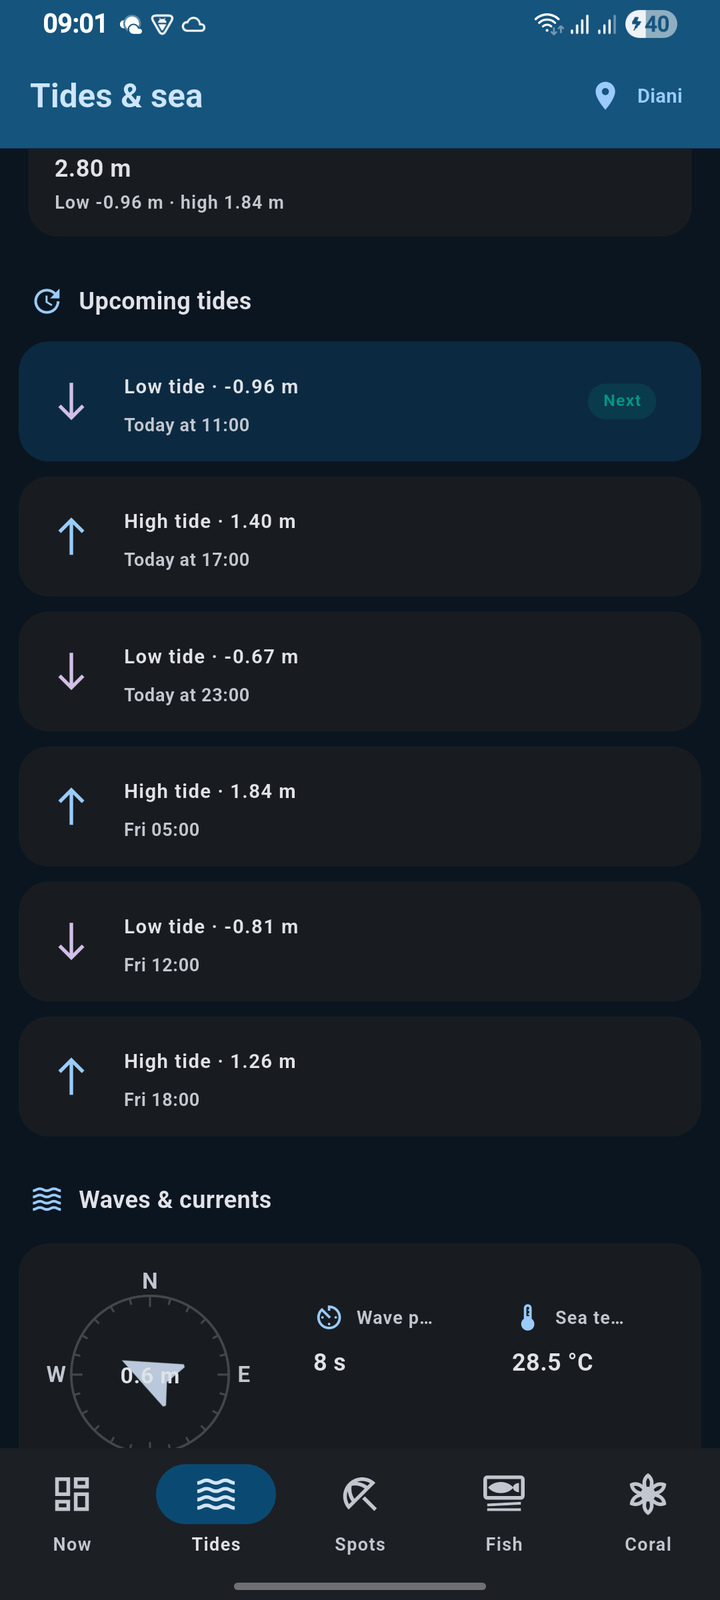 09:01
40
Tides & sea
Diani
2.80 m
Low -0.96 m · high 1.84 m
Upcoming tides
Low tide · -0.96 m
Today at 11:00
Next
High tide · 1.40 m
Today at 17:00
Low tide · -0.67 m
Today at 23:00
High tide · 1.84 m
Fri 05:00
Low tide · -0.81 m
Fri 12:00
High tide · 1.26 m
Fri 18:00
Waves & currents
N
W
E
0.6 m
Wave p...
8 s
Sea te...
28.5 °C
Now
Tides
Spots
Fish
Coral